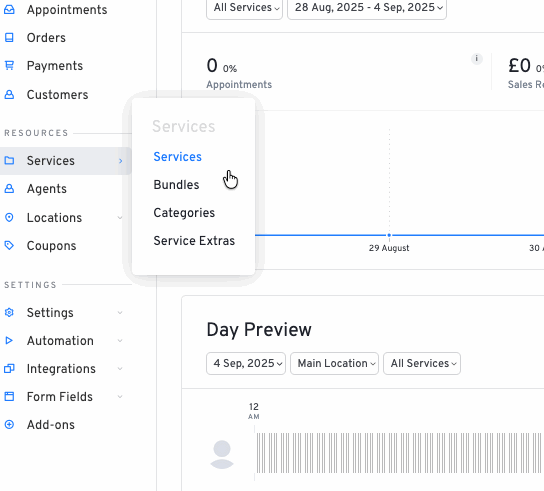 Appointments
Orders
Payments
Customers
RESOURCES
Services
Agents
Locations
Coupons
SETTINGS
Settings
Automation
Integrations
Form Fields
Add-ons
Services
Services
Bundles
Categories
Service Extras
All Services
28 Aug, 2025 - 4 Sep, 2025
0 0%
Appointments
i
£0 0%
Sales Re
29 August
30 A
Day Preview
4 Sep, 2025
Main Location
All Services
12
AM